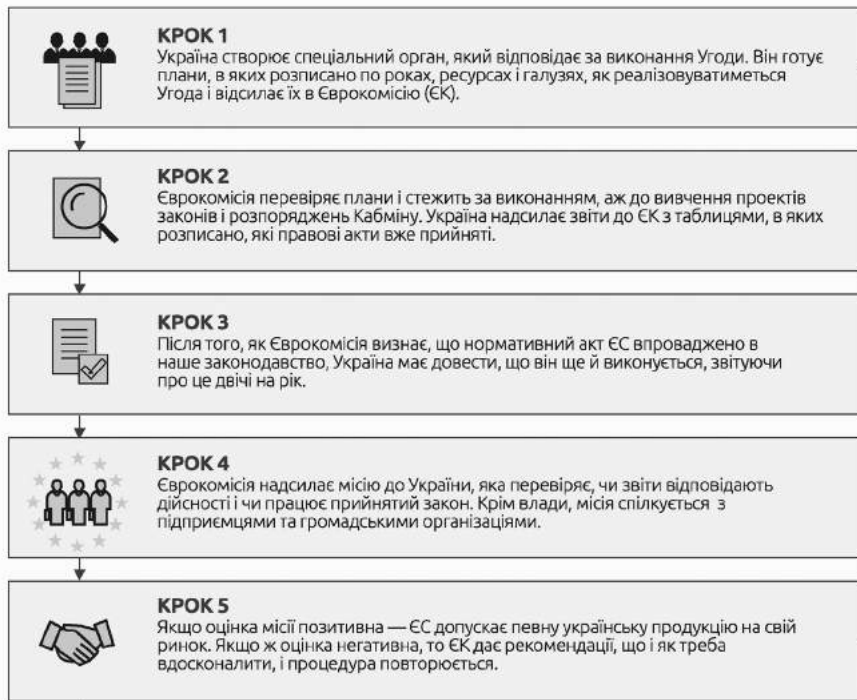 КРОК 1
Україна створює спеціальний орган, який відповідає за виконання Угоди. Він готує
плани, в яких розписано по роках, ресурсах і галузях, як реалізовуватиметься
Угода і відсилає їх в Єврокомісію (ЄК).
КРОК 2
Єврокомісія перевіряє плани і стежить за виконанням, аж до вивчення проектів
законів і розпоряджень Кабміну. Україна надсилає звіти до ЄК з таблицями, в яких
розписано, які правові акти вже прийняті.
КРОК 3
Після того, як Єврокомісія визнає, що нормативний акт ЄС впроваджено в
наше законодавство, Україна має довести, що він ще й виконується, звітуючи
про це двічі на рік.
КРОК 4
Єврокомісія надсилає місію до України, яка перевіряє, чи звіти відповідають
дійсності і чи працює прийнятий закон. Крім влади, місія спілкується з
підприємцями та громадськими організаціями.
КРОК 5
Якщо оцінка місії позитивна — ЄС допускає певну українську продукцію на свій
ринок. Якщо ж оцінка негативна, то ЄК дає рекомендації, що і як треба
вдосконалити, і процедура повторюється.